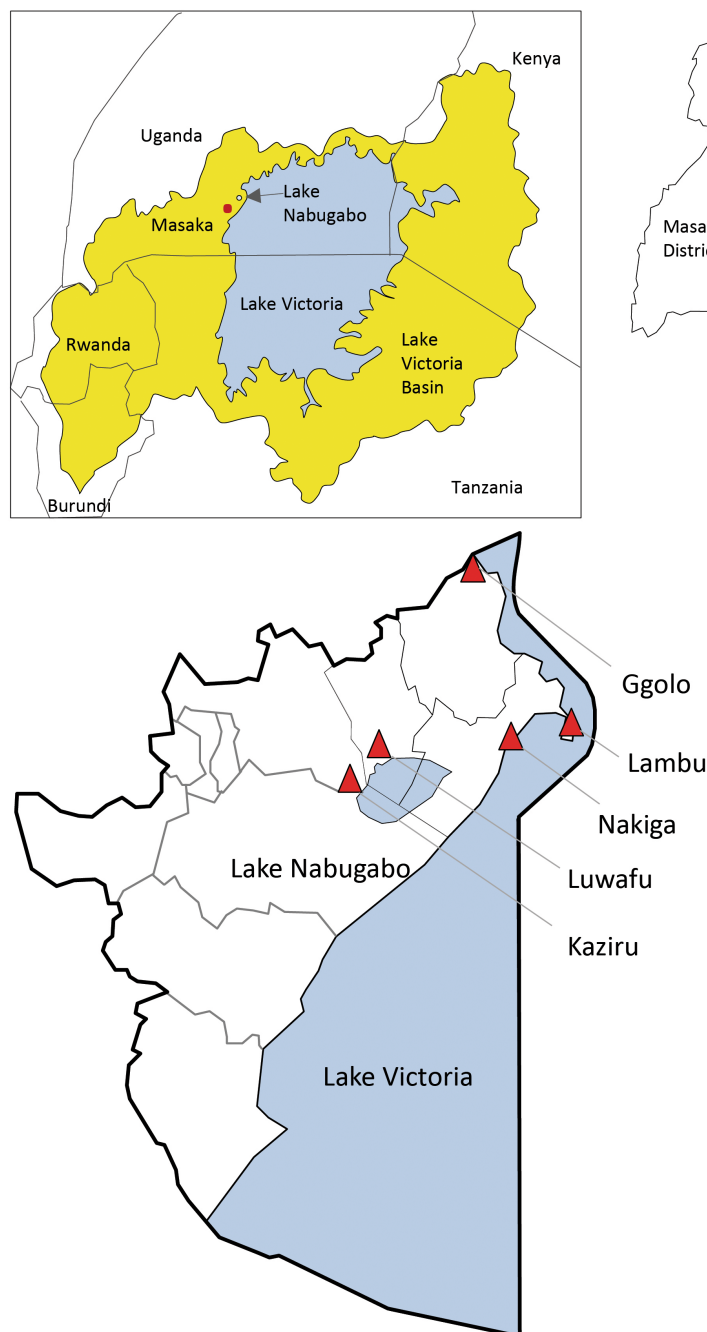 Kenya
Uganda
Lake
Nabugabo
Masaka
Lake Victoria
Rwanda
Lake
Victoria
Basin
Tanzania
Burundi
Ggolo
Lambu
Nakiga
Lake Nabugabo
Luwafu
Kaziru
Lake Victoria